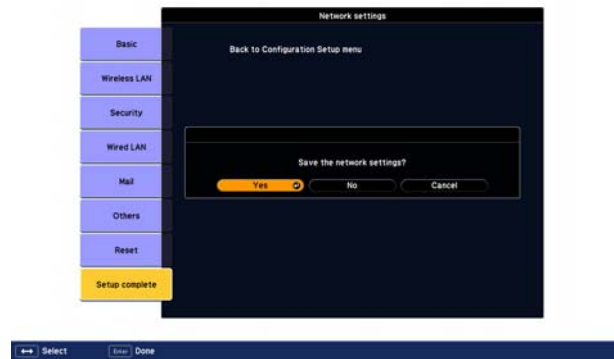 Network settings
Basic
Back to Configuration Setup menu
Wireless LAN
Security
Wired LAN
Save the network settings?
Mail
Yes No Cancel
Others
Reset
Setup complete
Select Enter Done